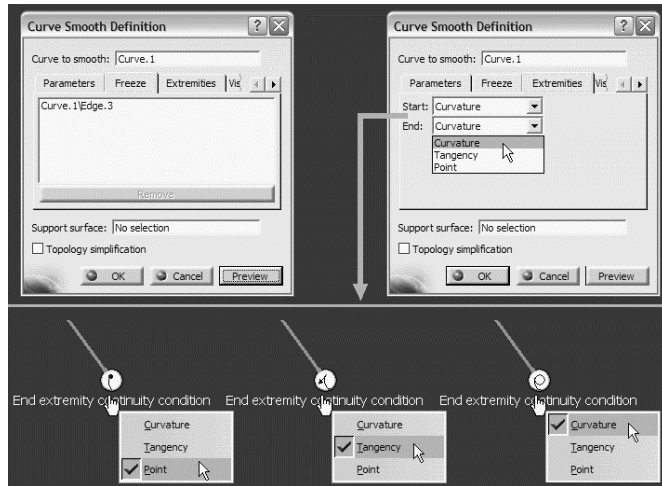 Curve Smooth Definition
Curve to smooth: Curve.1
Parameters Freeze Extremities Vis
Curve.1\Edge.3
Remove
Support surface: No selection
Topology simplification
OK Cancel Preview
Curve Smooth Definition
Curve to smooth: Curve.1
Parameters Freeze Extremities Vis
Start: Curvature
End: Curvature
Curvature
Tangency
Point
Support surface: No selection
Topology simplification
OK Cancel Preview
End extremity continuity condition
Curvature
Tangency
Point
End extremity continuity condition
Curvature
Tangency
Point
End extremity continuity condition
Curvature
Tangency
Point